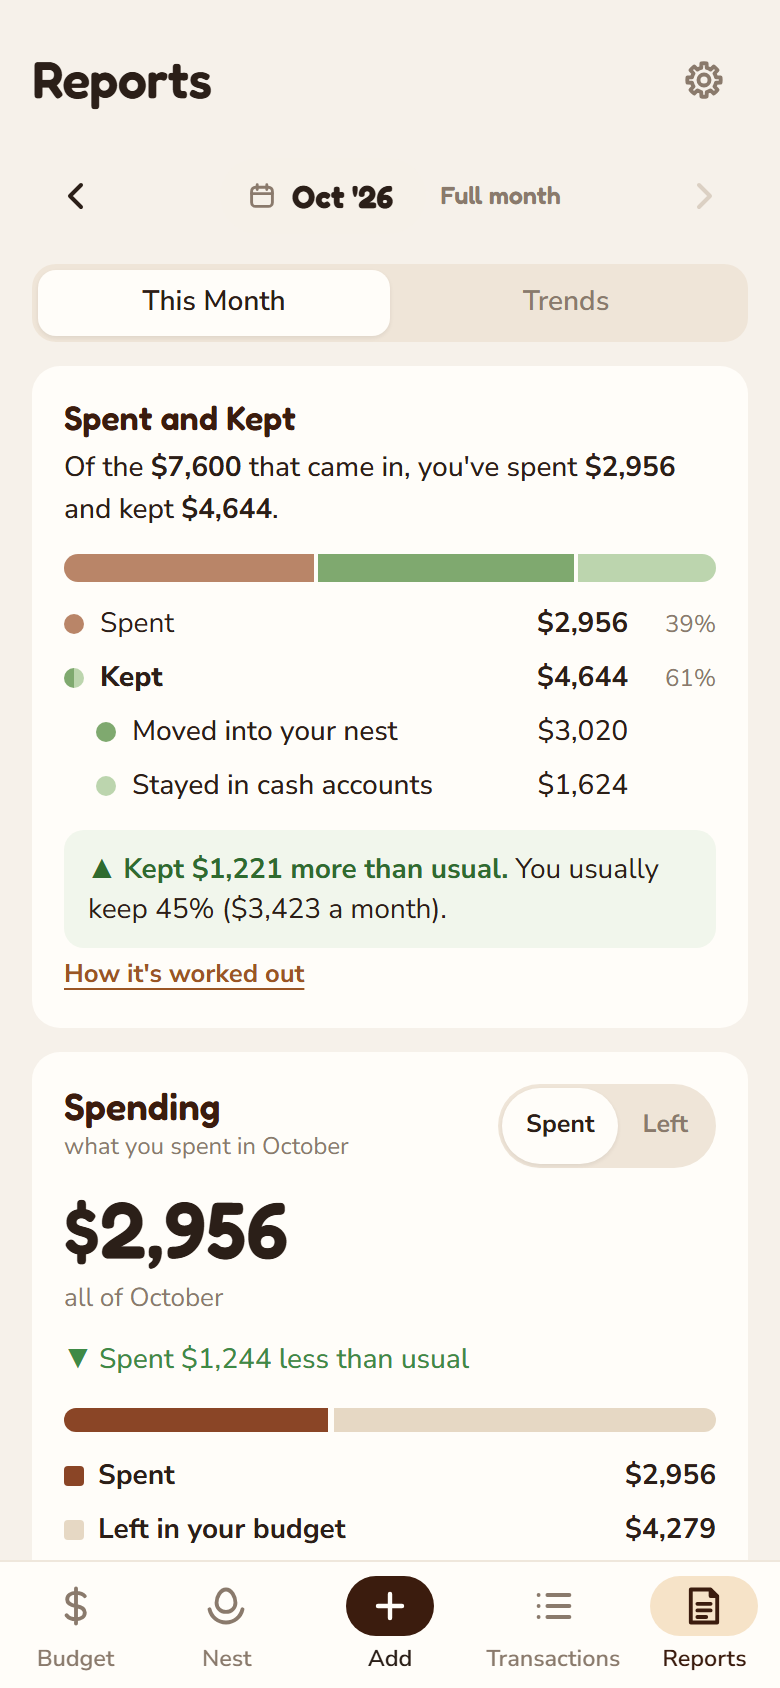 Reports
Oct '26 Full month
This Month Trends
Spent and Kept
Of the $7,600 that came in, you've spent $2,956
and kept $4,644.
Spent $2,956 39%
Kept $4,644 61%
Moved into your nest $3,020
Stayed in cash accounts $1,624
▲ Kept $1,221 more than usual. You usually
keep 45% ($3,423 a month).
How it's worked out
Spending
what you spent in October
Spent Left
$2,956
all of October
▼ Spent $1,244 less than usual
Spent $2,956
Left in your budget $4,279
Budget Nest Add Transactions Reports